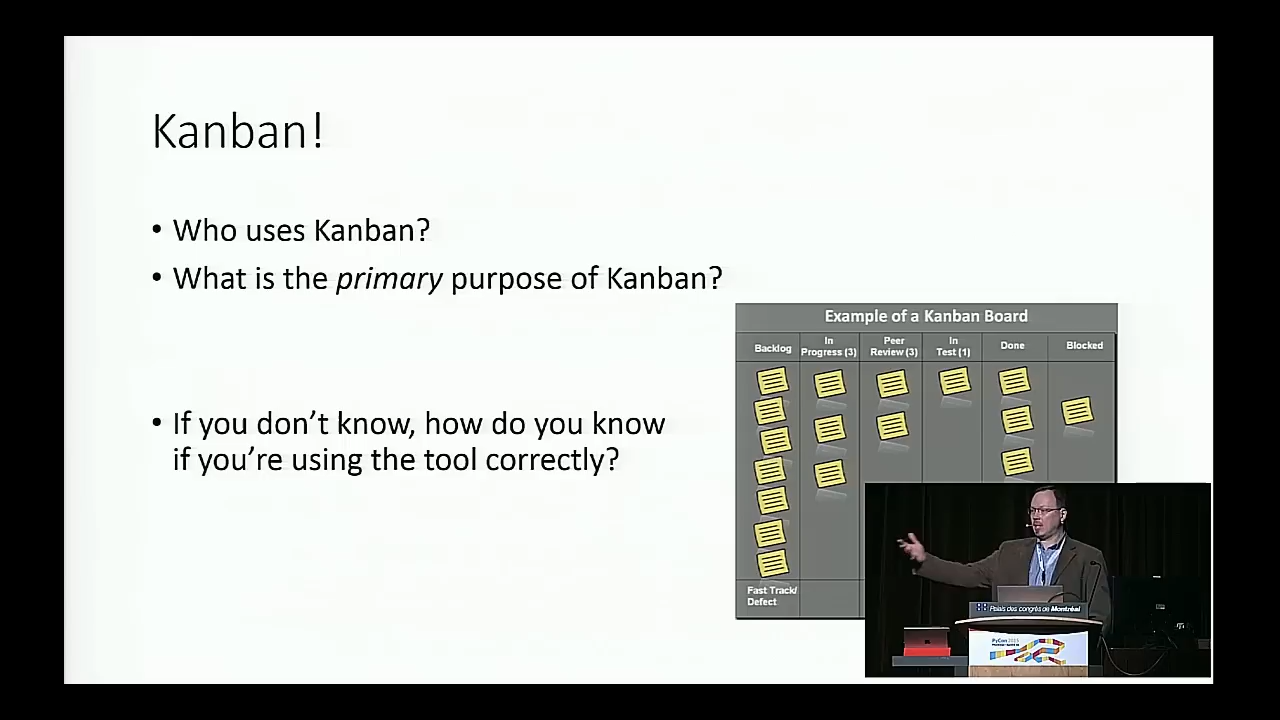 Kanban!
• Who uses Kanban?
• What is the primary purpose of Kanban?
• If you don't know, how do you know
if you're using the tool correctly?
Example of a Kanban Board
Backlog
In
Progress (3)
Peer
Review (3)
In
Test (1)
Done
Blocked
Fast Track/
Defect
Palais des congrès de Montréal
PyCon 2015